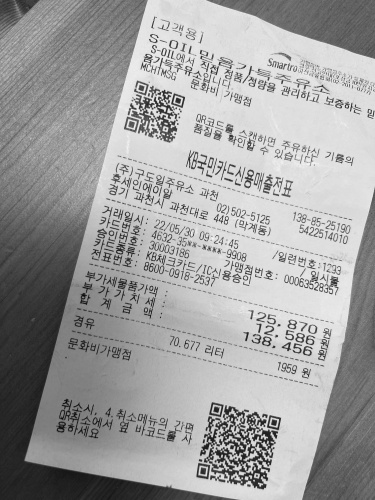 [고객용]
Smartro
S-OIL믿음가득주유소
S-OIL에서 직접 정품/정량을 관리하고 보증하는 믿
음가득주유소입니다.
MCHTMSG 문화비 가맹점
QR코드를 스캔하면 주유하신 기름의
품질을 확인할 수 있습니다.
KB국민카드신용매출전표
(주)구도일주유소 과천 138-85-25190
후세인에이알 02)502-5125 5422514010
경기 과천시 과천대로 448 (막계동)
거래일시: 22/05/30 09:24:45 /일련번호:1233
카드번호: 4632-35**-****-9908 /일시불
승인번호: 30003186 가맹점번호: 00063528357
카드종류: KB체크카드/IC신용승인
전표번호: 8600-0918-2537
부가세물품가액: 125,870 원
부 가 가 치 세: 12,586 원
합 계 금 액: 138,456 원
경유 70.677 리터 1959 원
문화비가맹점
취소시, 4.취소메뉴의 간편
QR취소에서 옆 바코드를 사
용하세요